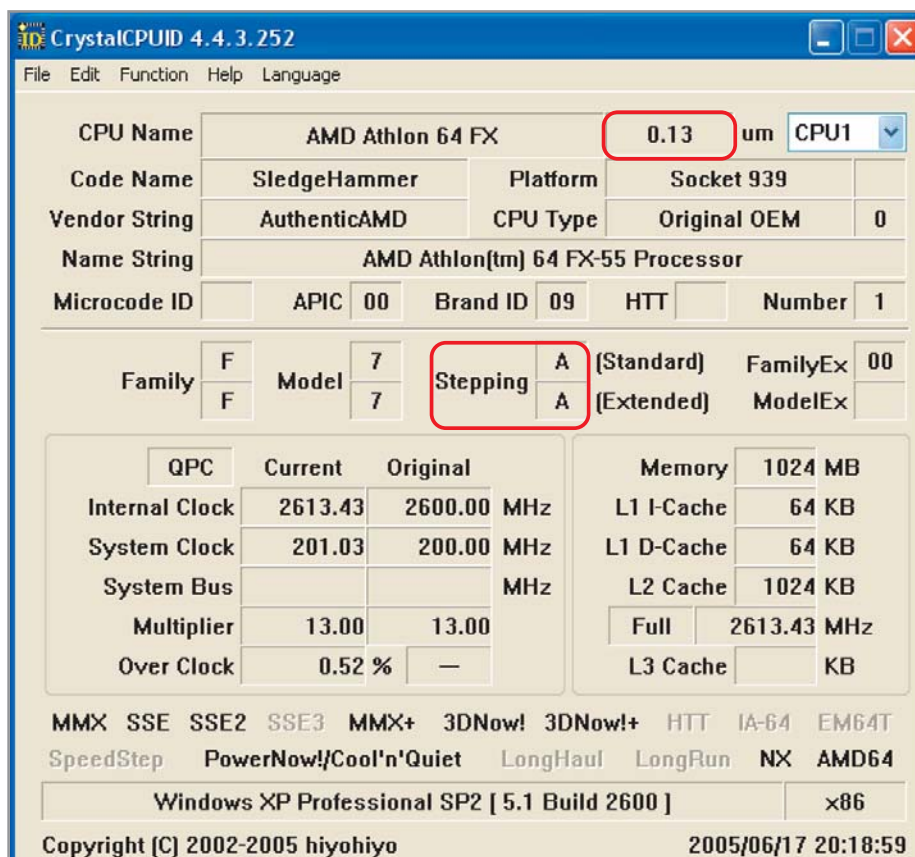 CrystalCPUID 4.4.3.252
File Edit Function Help Language
CPU Name AMD Athlon 64 FX 0.13 um CPU1
Code Name SledgeHammer Platform Socket 939
Vendor String AuthenticAMD CPU Type Original OEM 0
Name String AMD Athlon(tm) 64 FX-55 Processor
Microcode ID APIC 00 Brand ID 09 HTT Number 1
Family F Model 7 Stepping A (Standard) FamilyEx 00
F 7 A (Extended) ModelEx
QPC Current Original Memory 1024 MB
Internal Clock 2613.43 2600.00 MHz L1 I-Cache 64 KB
System Clock 201.03 200.00 MHz L1 D-Cache 64 KB
System Bus MHz L2 Cache 1024 KB
Multiplier 13.00 13.00 Full 2613.43 MHz
Over Clock 0.52 % — L3 Cache KB
MMX SSE SSE2 SSE3 MMX+ 3DNow! 3DNow!+ HTT IA-64 EM64T
SpeedStep PowerNow!/Cool'n'Quiet LongHaul LongRun NX AMD64
Windows XP Professional SP2 [ 5.1 Build 2600 ] x86
Copyright (C) 2002-2005 hiyohiyo 2005/06/17 20:18:59